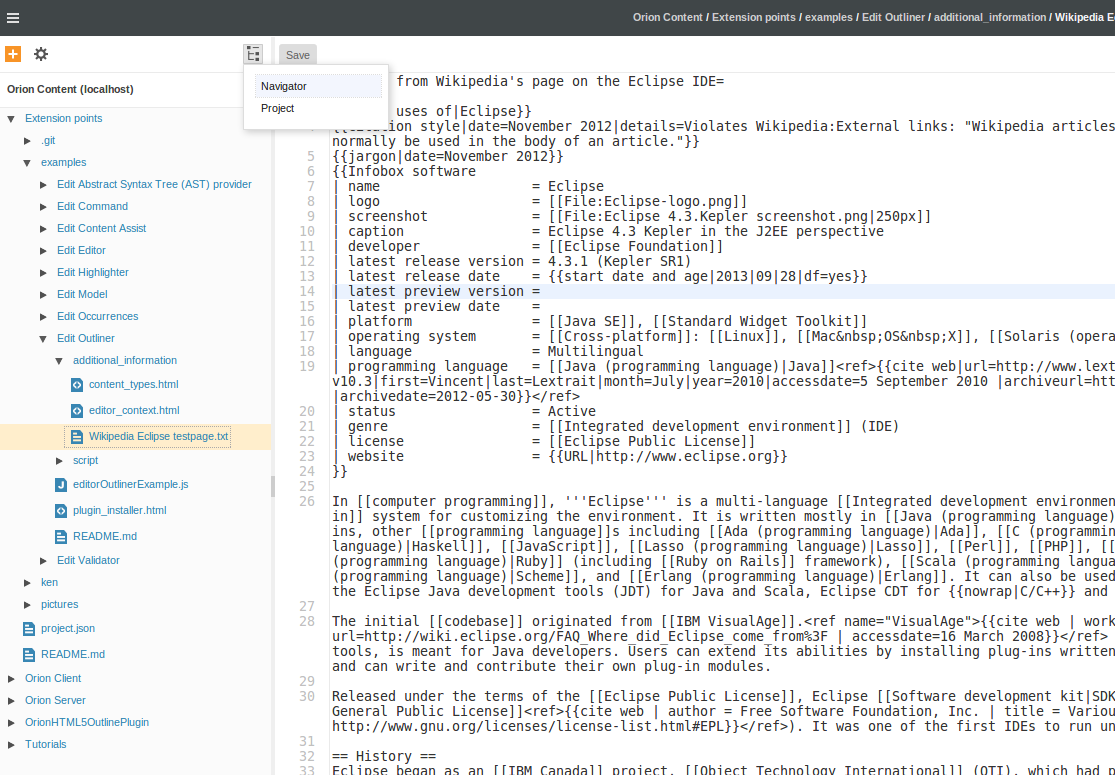 Orion Content / Extension points / examples / Edit Outliner / additional_information / Wikipedia E
Save
Orion Content (localhost)
Navigator
Project
Extension points
.git
examples
Edit Abstract Syntax Tree (AST) provider
Edit Command
Edit Content Assist
Edit Editor
Edit Highlighter
Edit Model
Edit Occurrences
Edit Outliner
additional_information
content_types.html
editor_context.html
Wikipedia Eclipse testpage.txt
script
editorOutlinerExample.js
plugin_installer.html
README.md
Edit Validator
ken
pictures
project.json
README.md
Orion Client
Orion Server
OrionHTML5OutlinePlugin
Tutorials
from Wikipedia's page on the Eclipse IDE=
uses of|Eclipse}}
style|date=November 2012|details=Violates Wikipedia:External links: "Wikipedia articles
normally be used in the body of an article."}}
5 {{jargon|date=November 2012}}
6 {{Infobox software
7 | name = Eclipse
8 | logo = [[File:Eclipse-logo.png]]
9 | screenshot = [[File:Eclipse 4.3.Kepler screenshot.png|250px]]
10 | caption = Eclipse 4.3 Kepler in the J2EE perspective
11 | developer = [[Eclipse Foundation]]
12 | latest release version = 4.3.1 (Kepler SR1)
13 | latest release date = {{start date and age|2013|09|28|df=yes}}
14 | latest preview version =
15 | latest preview date =
16 | platform = [[Java SE]], [[Standard Widget Toolkit]]
17 | operating system = [[Cross-platform]]: [[Linux]], [[Mac&nbsp;OS&nbsp;X]], [[Solaris (opera
18 | language = Multilingual
19 | programming language = [[Java (programming language)|Java]]<ref>{{cite web|url=http://www.lext
v10.3|first=Vincent|last=Lextrait|month=July|year=2010|accessdate=5 September 2010 |archiveurl=htt
|archivedate=2012-05-30}}</ref>
20 | status = Active
21 | genre = [[Integrated development environment]] (IDE)
22 | license = [[Eclipse Public License]]
23 | website = {{URL|http://www.eclipse.org}}
24 }}
25
26 In [[computer programming]], '''Eclipse''' is a multi-language [[Integrated development environmen
in]] system for customizing the environment. It is written mostly in [[Java (programming language)
ins, other [[programming language]]s including [[Ada (programming language)|Ada]], [[C (programmin
language)|Haskell]], [[JavaScript]], [[Lasso (programming language)|Lasso]], [[Perl]], [[PHP]], [[
(programming language)|Ruby]] (including [[Ruby on Rails]] framework), [[Scala (programming langua
(programming language)|Scheme]], and [[Erlang (programming language)|Erlang]]. It can also be used
the Eclipse Java development tools (JDT) for Java and Scala, Eclipse CDT for {{nowrap|C/C++}} and
27
28 The initial [[codebase]] originated from [[IBM VisualAge]].<ref name="VisualAge">{{cite web | work
url=http://wiki.eclipse.org/FAQ_Where_did_Eclipse_come_from%3F | accessdate=16 March 2008}}</ref>
tools, is meant for Java developers. Users can extend its abilities by installing plug-ins written
and can write and contribute their own plug-in modules.
29
30 Released under the terms of the [[Eclipse Public License]], Eclipse [[Software development kit|SDK
General Public License]]<ref>{{cite web | author = Free Software Foundation, Inc. | title = Variou
http://www.gnu.org/licenses/license-list.html#EPL}}</ref>). It was one of the first IDEs to run un
31
32 == History ==
33 Eclipse began as an [[IBM Canada]] project. [[Object Technology International]] (OTI), which had p